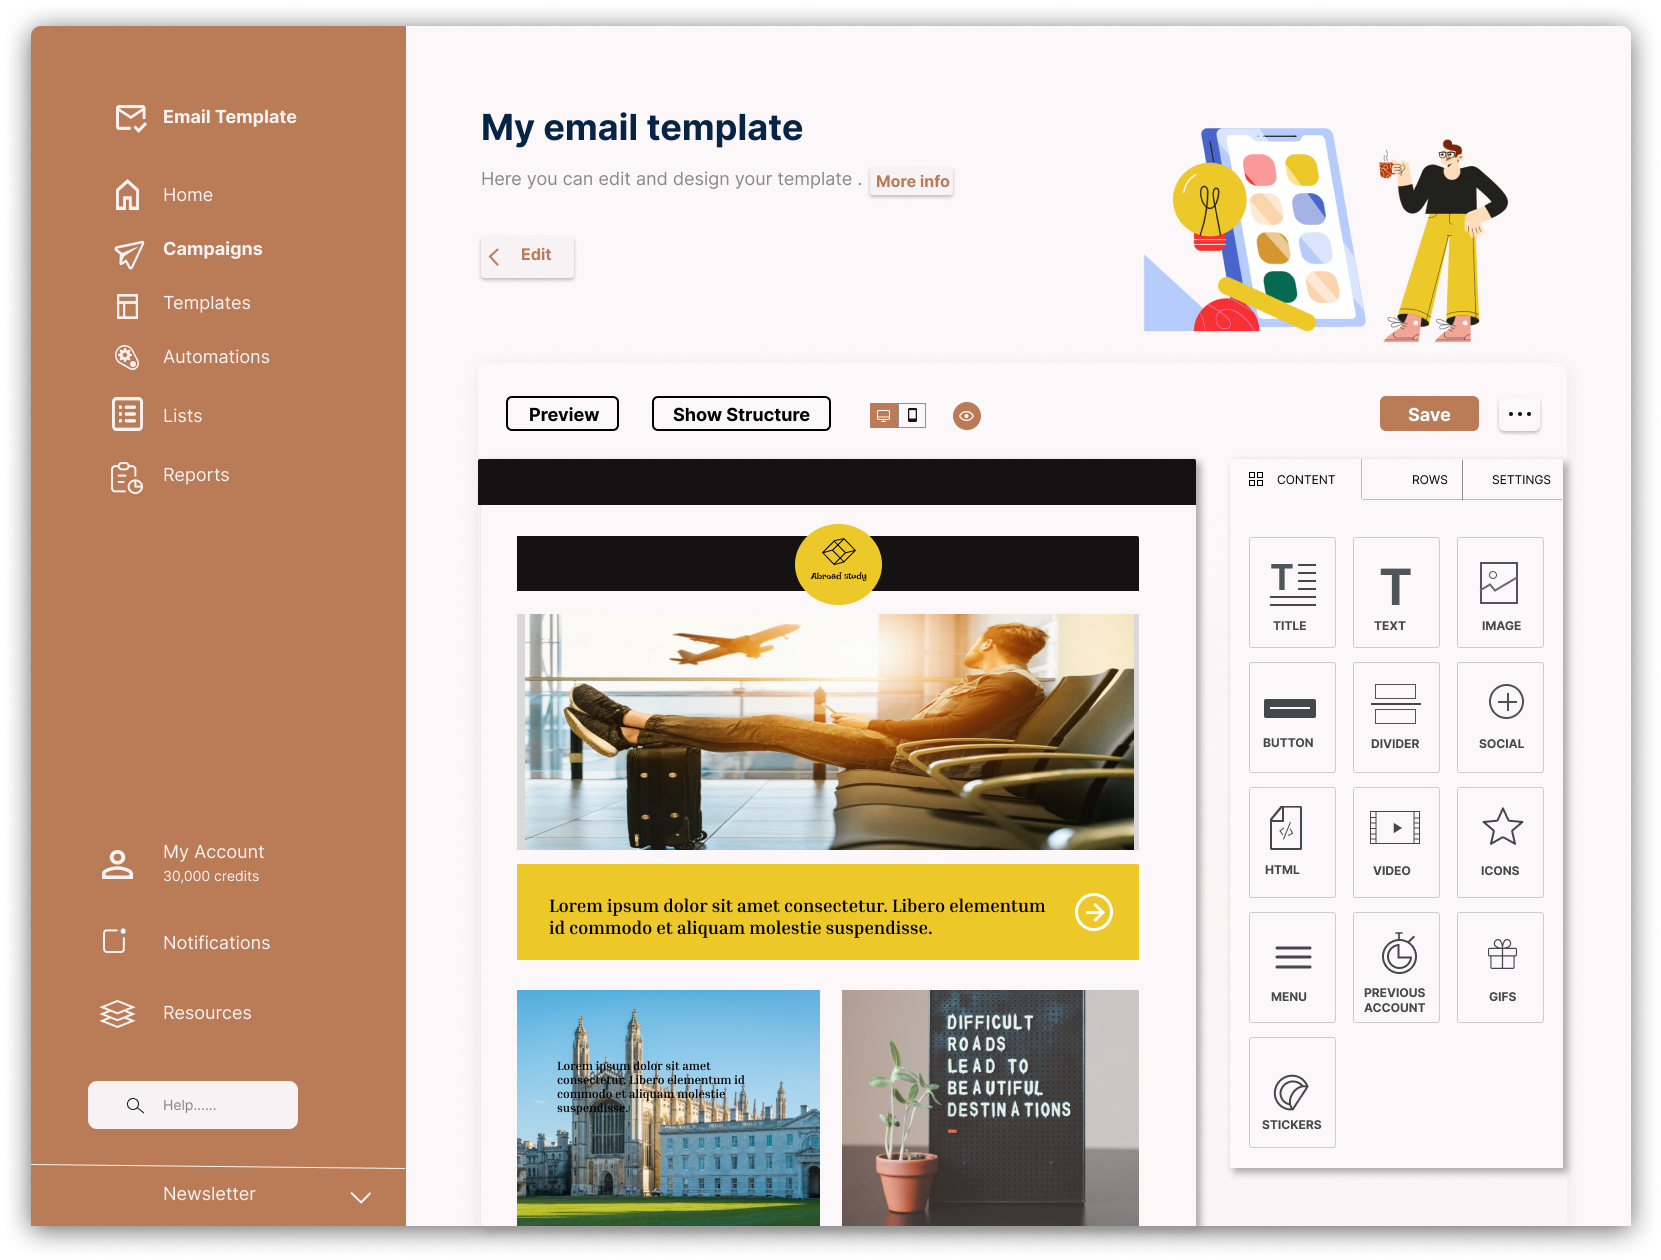 Email Template
Home
Campaigns
Templates
Automations
Lists
Reports
My Account
30,000 credits
Notifications
Resources
Help......
Newsletter
My email template
Here you can edit and design your template .
More info
Edit
Preview
Show Structure
Save
Abroad study
Lorem ipsum dolor sit amet consectetur. Libero elementum
id commodo et aliquam molestie suspendisse.
Lorem ipsum dolor sit amet
consectetur. Libero elementum id
commodo et aliquam molestie
suspendisse.
DIFFICULT
ROADS
LEAD TO
BEAUTIFUL
DESTINATIONS
CONTENT
ROWS
SETTINGS
TITLE
TEXT
IMAGE
BUTTON
DIVIDER
SOCIAL
HTML
VIDEO
ICONS
MENU
PREVIOUS
ACCOUNT
GIFS
STICKERS